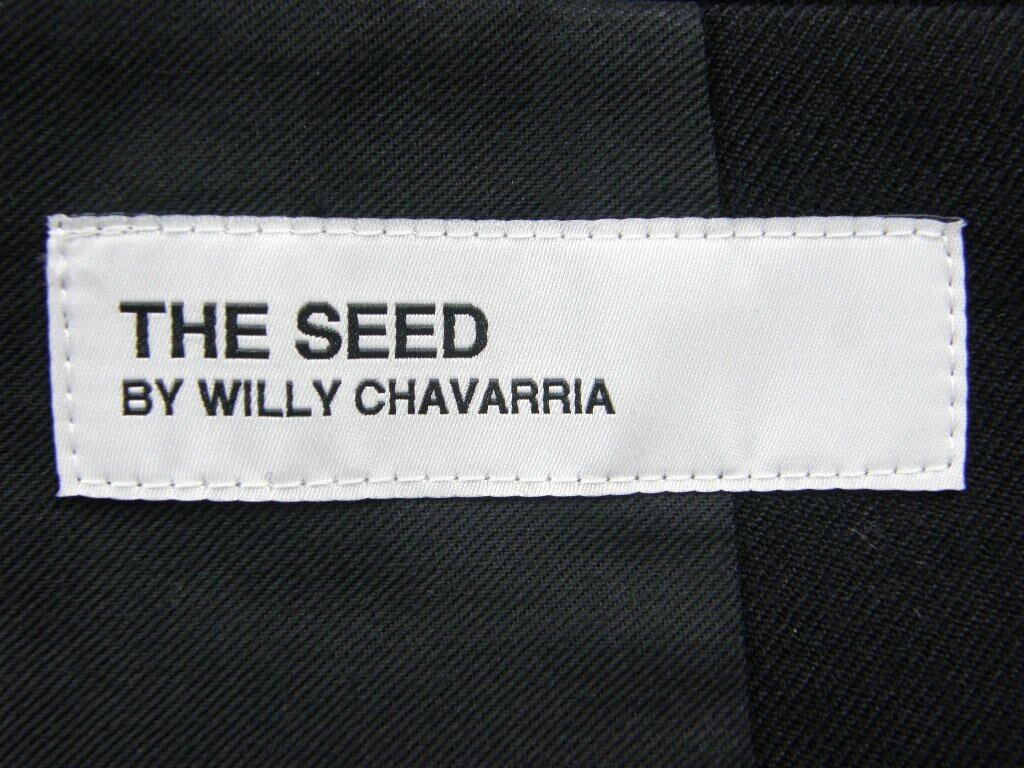 THE SEED
BY WILLY CHAVARRIA